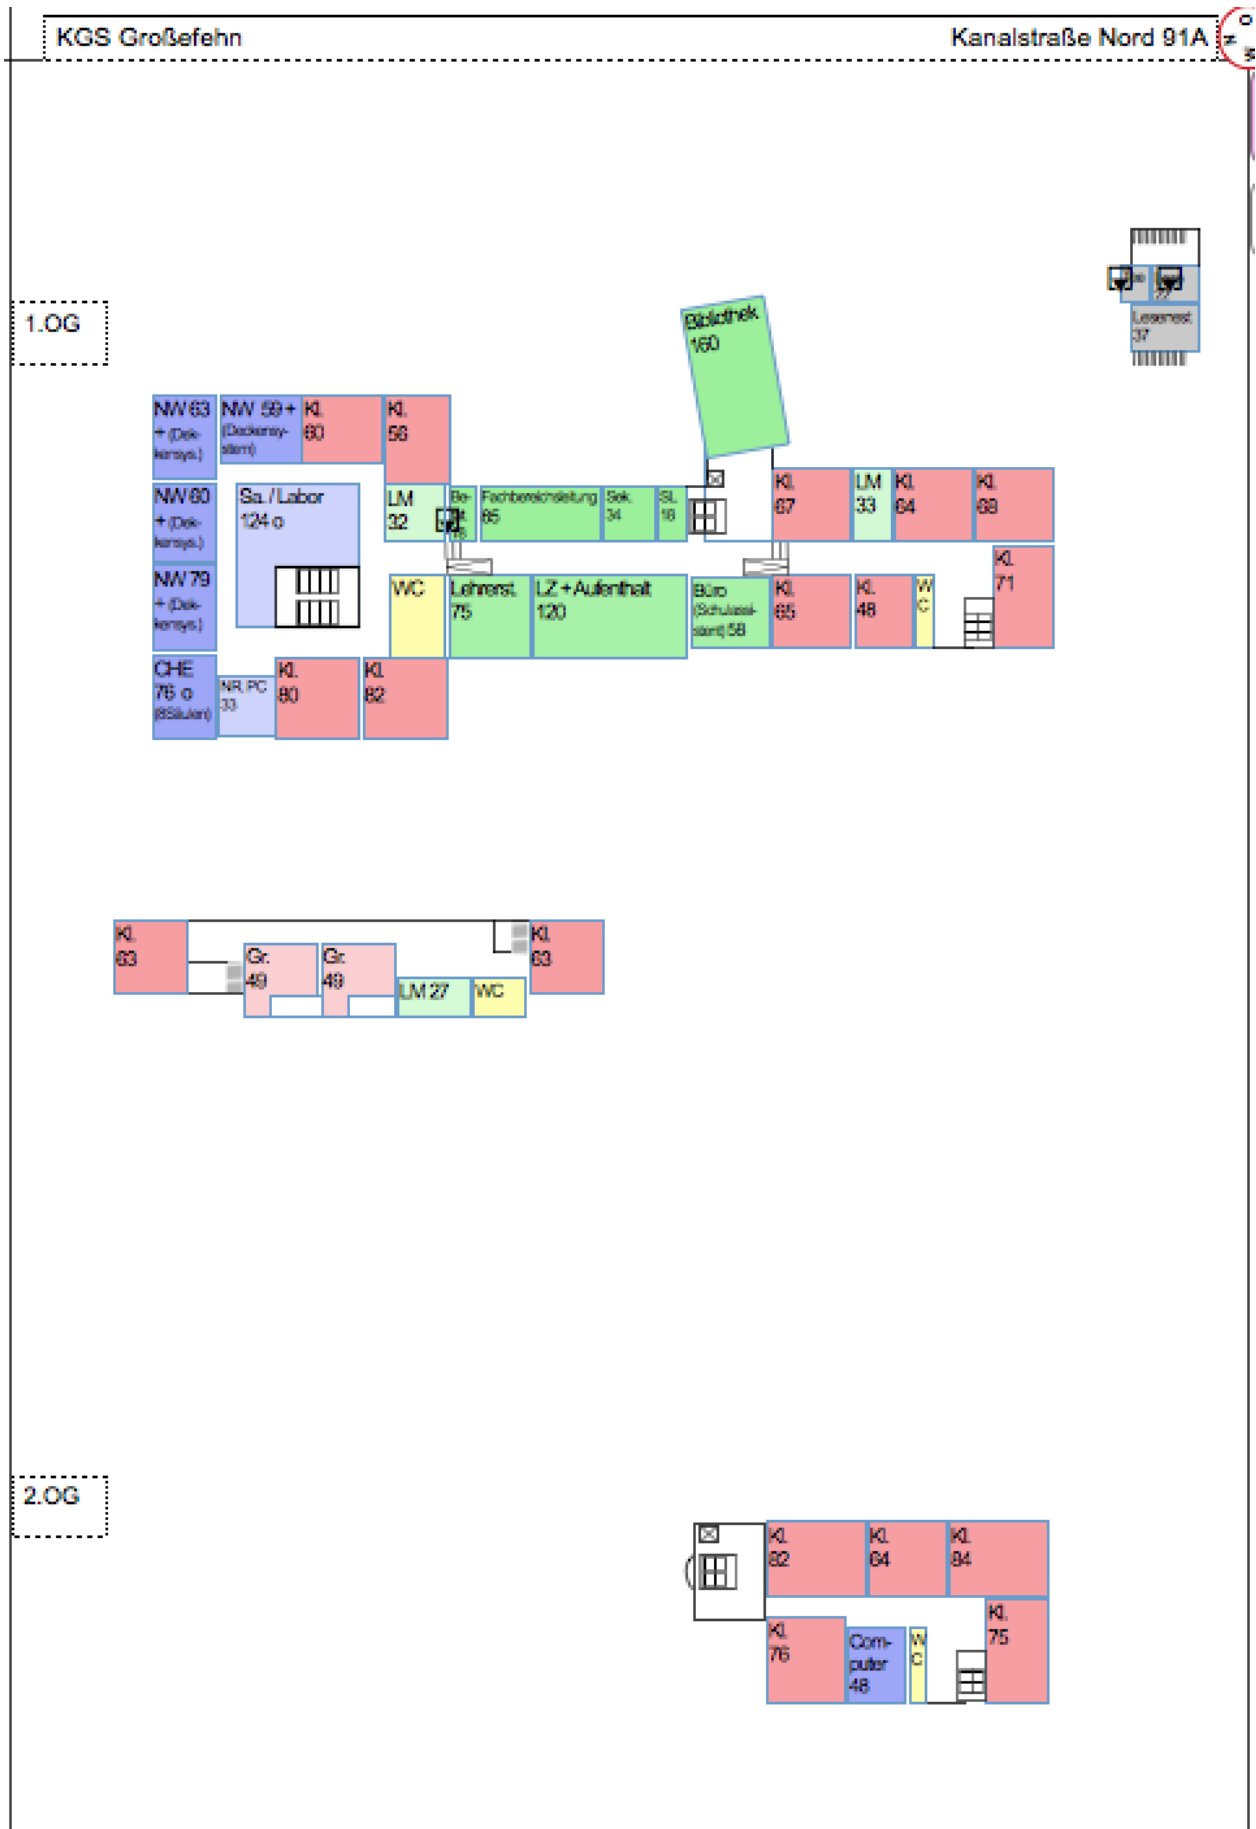 KGS Großefehn
Kanalstraße Nord 91A
1.OG
Bibliothek
160
Lesenest
37
NW 63
+ (Dek-
kensys.)
NW 59 +
(Deckensy-
stem)
Kl.
60
Kl.
56
NW 60
+ (Dek-
kensys.)
Sa. / Labor
124 o
LM
32
Fachbereichsleitung
65
Sek.
34
SL
18
Kl.
67
LM
33
Kl.
64
Kl.
68
NW 79
+ (Dek-
kensys.)
WC
Lehrerst.
75
LZ + Aufenthalt
120
Büro
(Schulassi-
stent) 58
Kl.
65
Kl.
48
W
C
Kl.
71
CHE
76 o
(8Säulen)
NR. PC
33
Kl.
80
Kl.
82
Kl.
63
Gr.
49
Gr.
49
LM 27
WC
Kl.
63
2.OG
Kl.
82
Kl.
64
Kl.
84
Kl.
76
Com-
puter
48
W
C
Kl.
75